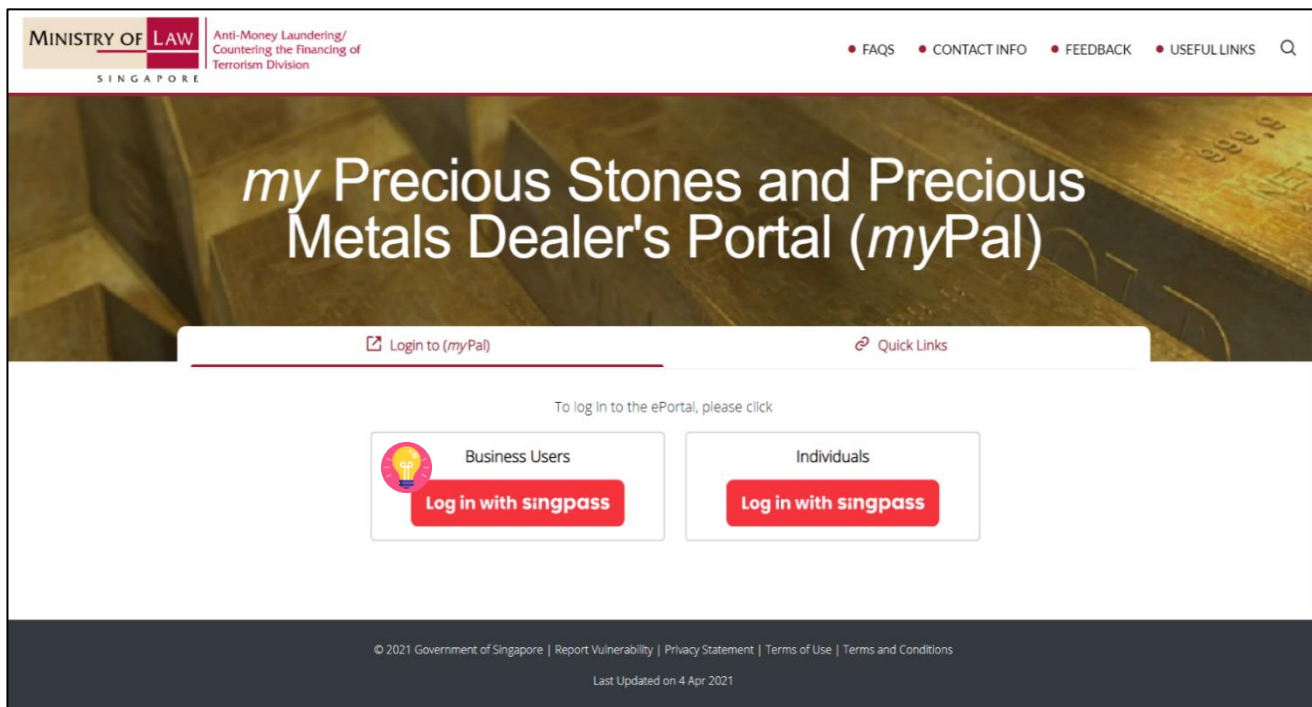 MINISTRY OF LAW
SINGAPORE
Anti-Money Laundering/
Countering the Financing of
Terrorism Division
FAQS
CONTACT INFO
FEEDBACK
USEFUL LINKS
999,9
my Precious Stones and Precious
Metals Dealer's Portal (myPal)
Login to (myPal)
Quick Links
To log in to the ePortal, please click
Business Users
Log in with singpass
Individuals
Log in with singpass
© 2021 Government of Singapore | Report Vulnerability | Privacy Statement | Terms of Use | Terms and Conditions
Last Updated on 4 Apr 2021